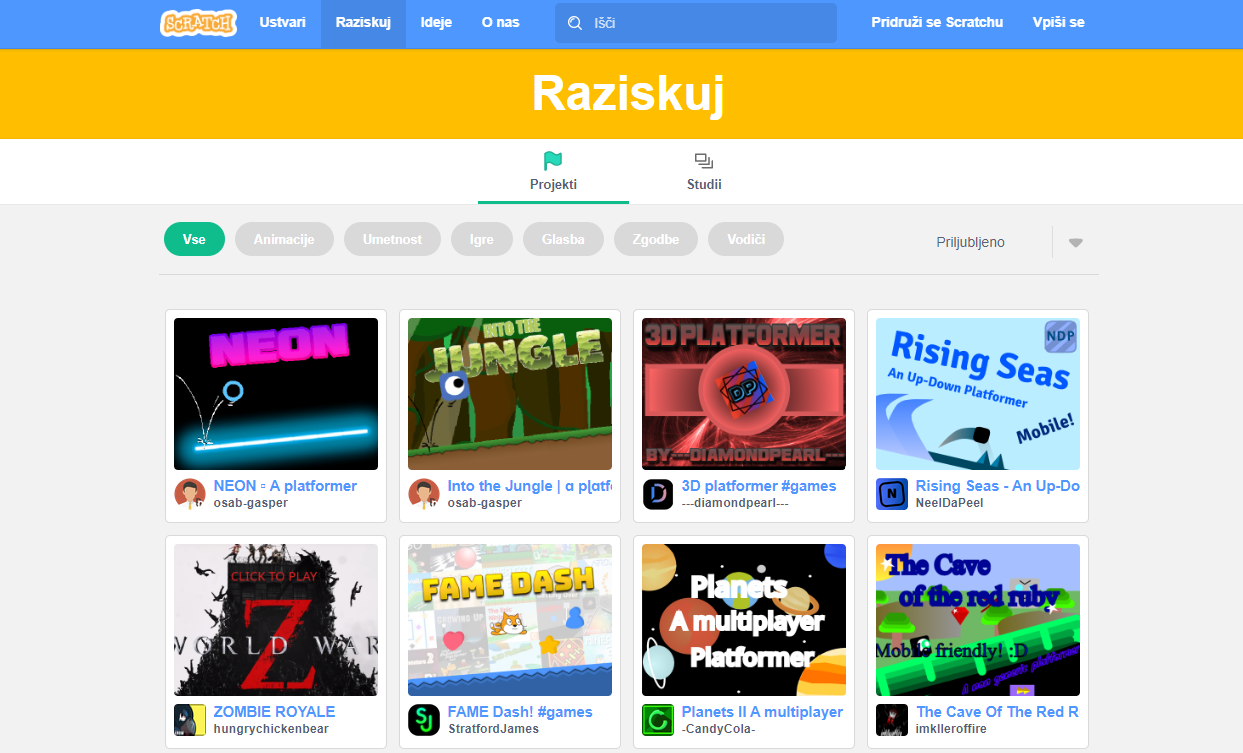 SCRATCH
Ustvari
Raziskuj
Ideje
O nas
Išči
Pridruži se Scratchu
Vpiši se
Raziskuj
Projekti
Studii
Vse
Animacije
Umetnost
Igre
Glasba
Zgodbe
Vodiči
Priljubljeno
NEON
INTO THE
JUNGLE
3D PLATFORMER
DP
BY---DIAMONDPEARL---
NDP
Rising Seas
An Up-Down Platformer
Mobile!
NEON ▫ A platformer
osab-gasper
Into the Jungle | ɑ pꞁɑtfo
osab-gasper
3D platformer #games
---diamondpearl---
N
Rising Seas - An Up-Do
NeelDaPeel
CLICK TO PLAY
WORLD WAR
Z
FAME DASH
Planets
A multiplayer
Platformer
The Cave
of the red ruby
Mobile friendly! :D
ZOMBIE ROYALE
hungrychickenbear
SJ
FAME Dash! #games
StratfordJames
Planets II A multiplayer
-CandyCola-
The Cave Of The Red R
imklleroffire